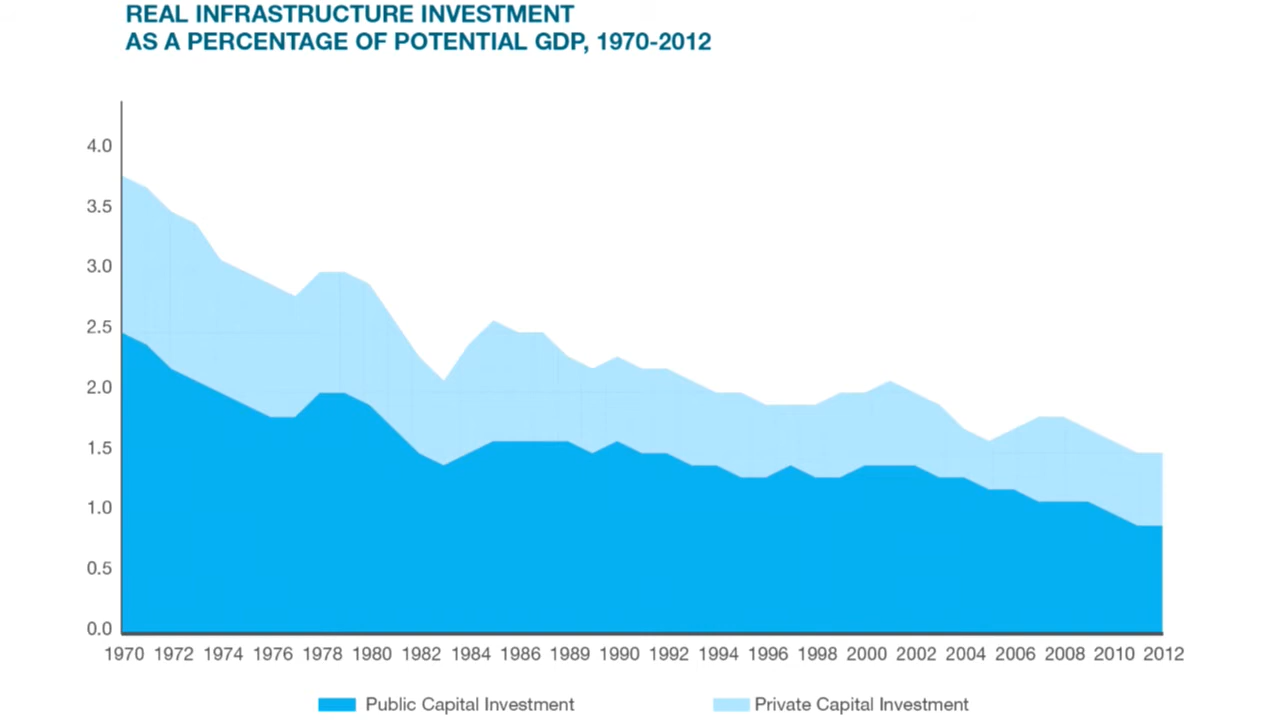 REAL INFRASTRUCTURE INVESTMENT
AS A PERCENTAGE OF POTENTIAL GDP, 1970-2012
4.0
3.5
3.0
2.5
2.0
1.5
1.0
0.5
0.0
1970 1972 1974 1976 1978 1980 1982 1984 1986 1989 1990 1992 1994 1996 1998 2000 2002 2004 2006 2008 2010 2012
Public Capital Investment Private Capital Investment